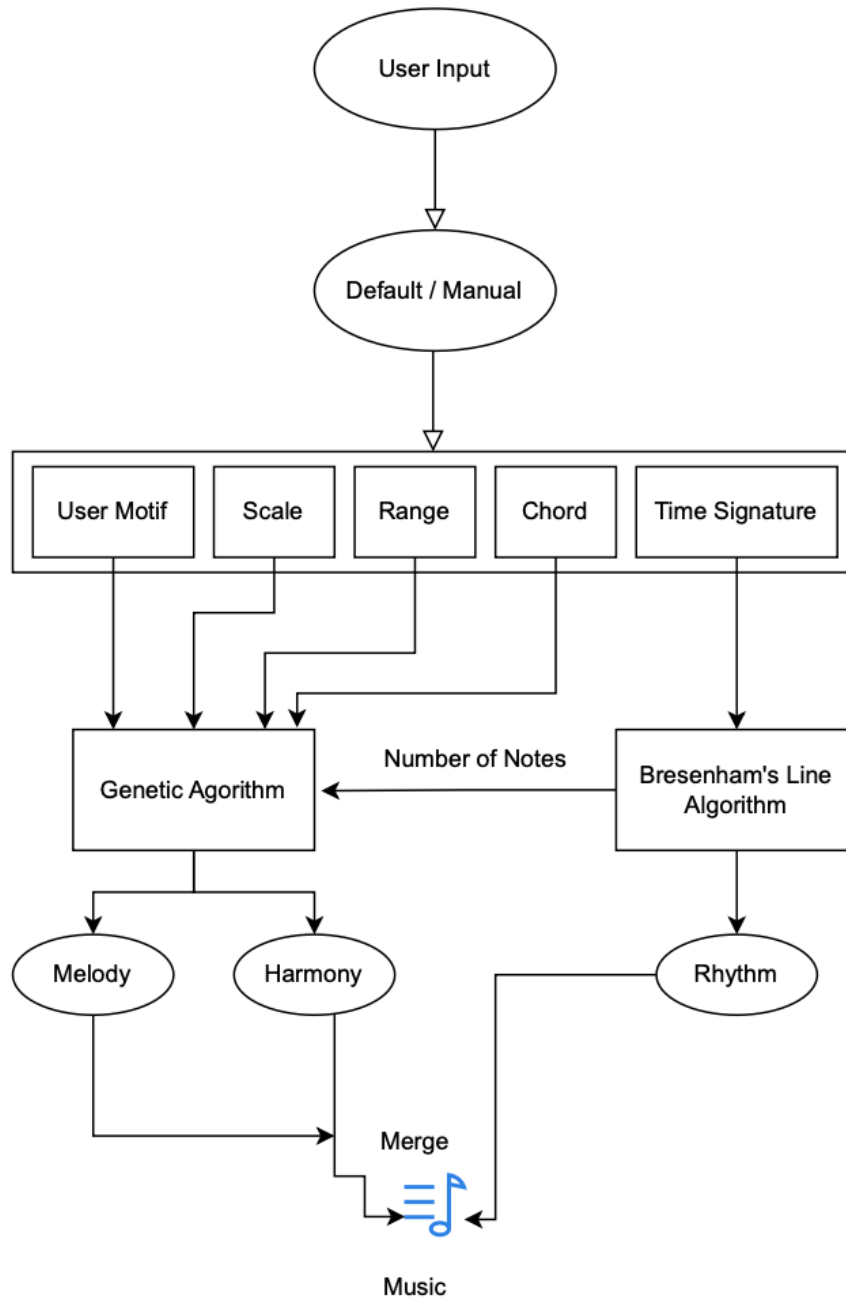 User Input
Default / Manual
User Motif
Scale
Range
Chord
Time Signature
Number of Notes
Genetic Agorithm
Bresenham's Line
Algorithm
Melody
Harmony
Rhythm
Merge
Music